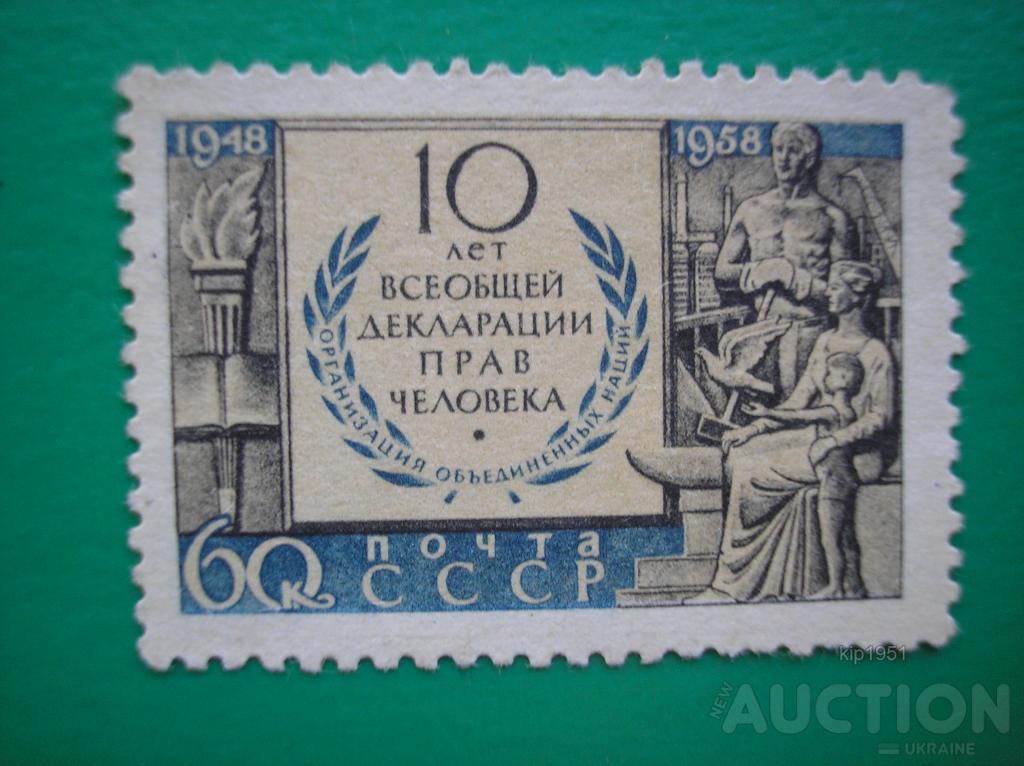 1948
1958
10
лет
ВСЕОБЩЕЙ
ДЕКЛАРАЦИИ
ПРАВ
ЧЕЛОВЕКА
ОРГАНИЗАЦИЯ ОБЪЕДИНЕННЫХ НАЦИЙ
60к
почта
СССР
kip1951
NEW AUCTION
UKRAINE